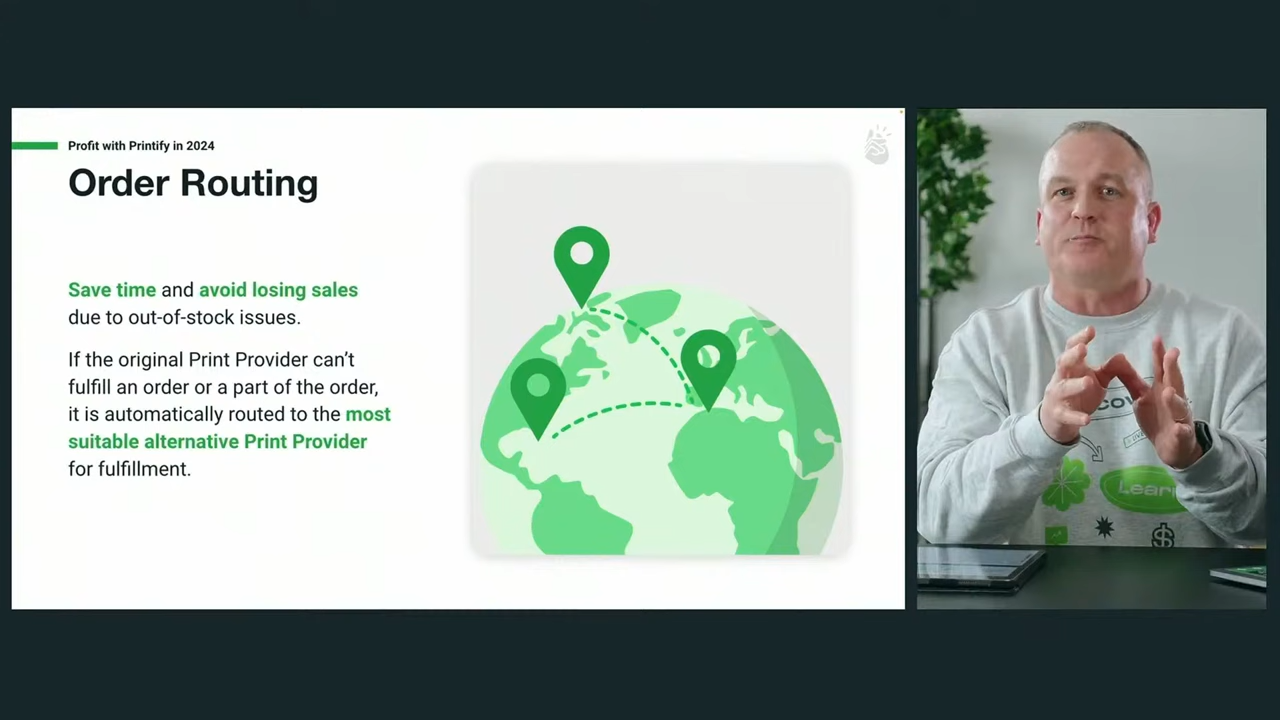 Profit with Printify in 2024
Order Routing
Save time and avoid losing sales
due to out-of-stock issues.
If the original Print Provider can’t
fulfill an order or a part of the order,
it is automatically routed to the most
suitable alternative Print Provider
for fulfillment.